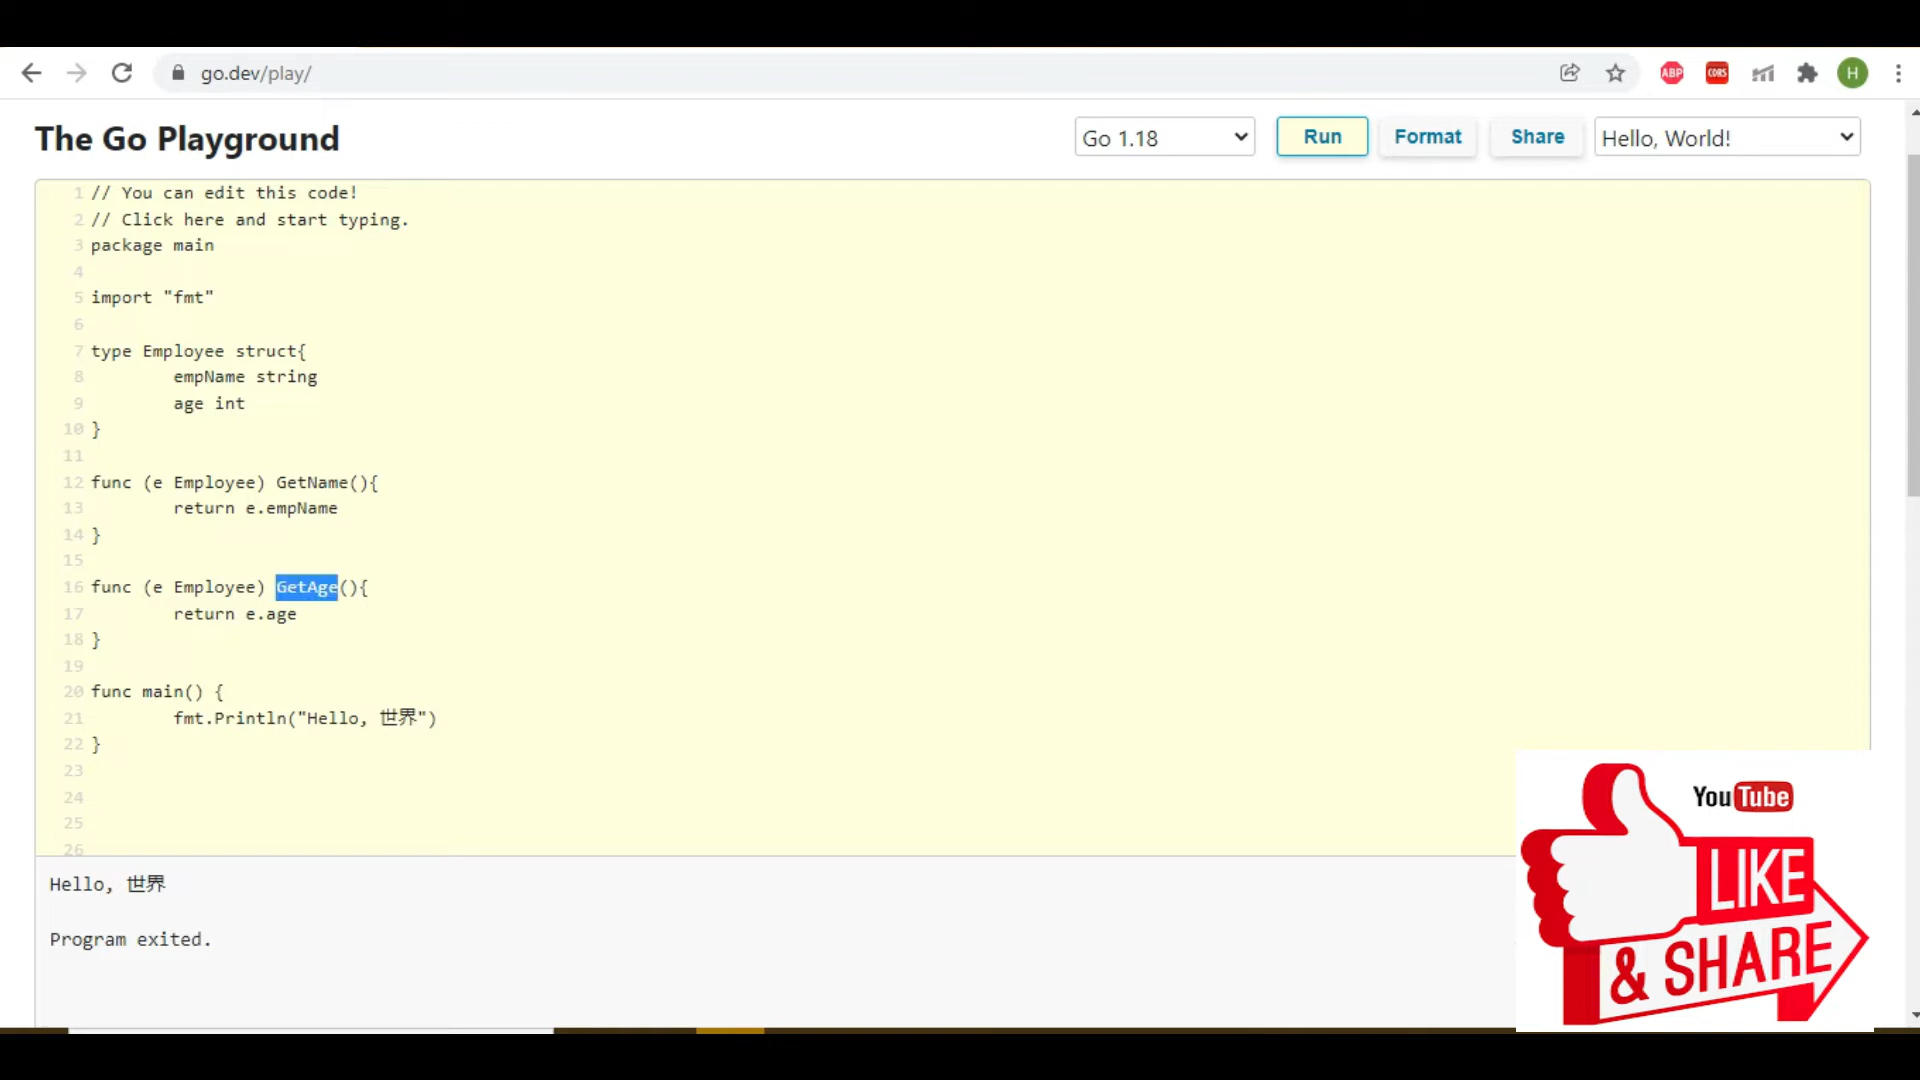 go.dev/play/
ABP
CORS
H
The Go Playground
Go 1.18
Run
Format
Share
Hello, World!
1 // You can edit this code!
2 // Click here and start typing.
3 package main
4
5 import "fmt"
6
7 type Employee struct{
8 empName string
9 age int
10 }
11
12 func (e Employee) GetName(){
13 return e.empName
14 }
15
16 func (e Employee) GetAge(){
17 return e.age
18 }
19
20 func main() {
21 fmt.Println("Hello, 世界")
22 }
23
24
25
26
Hello, 世界
Program exited.
YouTube
LIKE
& SHARE